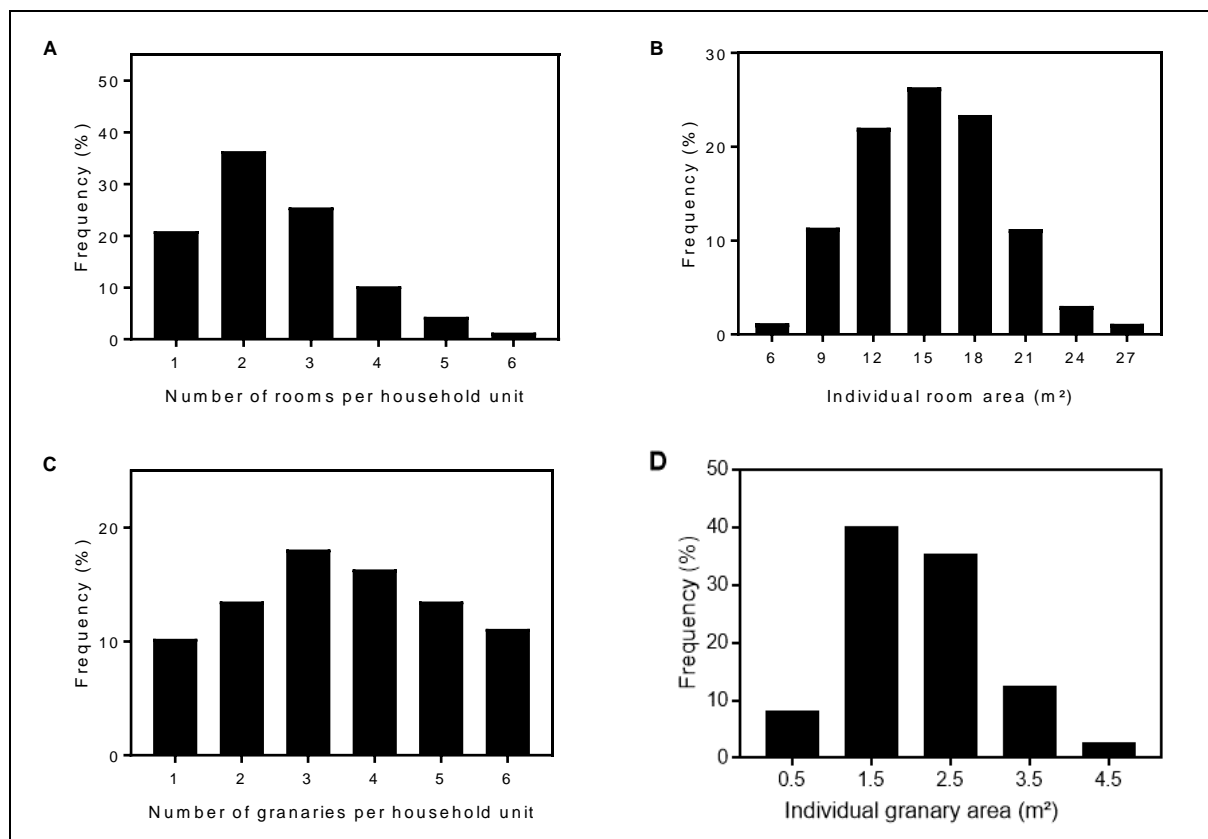 A
Frequency (%)
50
40
30
20
10
0
1 2 3 4 5 6
Number of rooms per household unit
B
Frequency (%)
30
20
10
0
6 9 12 15 18 21 24 27
Individual room area (m²)
C
Frequency (%)
20
10
0
1 2 3 4 5 6
Number of granaries per household unit
D
Frequency (%)
50
40
30
20
10
0
0.5 1.5 2.5 3.5 4.5
Individual granary area (m²)